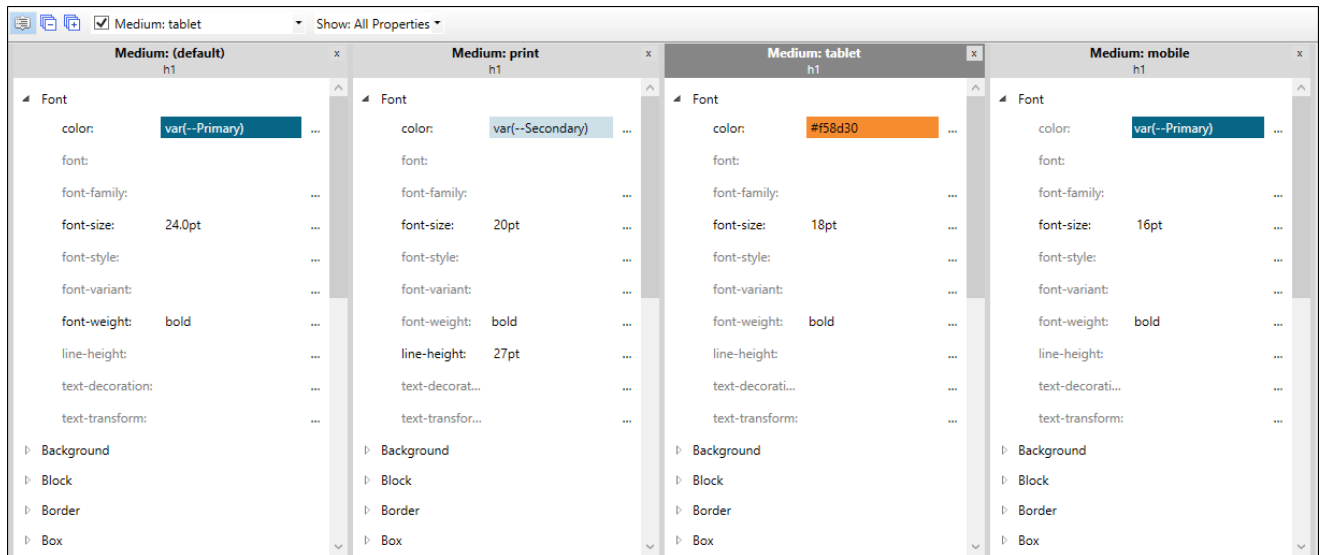 Medium: tablet Show: All Properties
Medium: (default) x Medium: print x Medium: tablet x Medium: mobile x
h1 h1 h1 h1
Font Font Font Font
color: var(--Primary) ... color: var(--Secondary) ... color: #f58d30 ... color: var(--Primary) ...
font: font: font: font:
font-family: ... font-family: ... font-family: ... font-family: ...
font-size: 24.0pt ... font-size: 20pt ... font-size: 18pt ... font-size: 16pt ...
font-style: ... font-style: ... font-style: ... font-style: ...
font-variant: ... font-variant: ... font-variant: ... font-variant: ...
font-weight: bold ... font-weight: bold ... font-weight: bold ... font-weight: bold ...
line-height: ... line-height: 27pt ... line-height: ... line-height: ...
text-decoration: ... text-decorat... ... text-decorati... ... text-decorati... ...
text-transform: ... text-transfor... ... text-transform: ... text-transform: ...
Background Background Background Background
Block Block Block Block
Border Border Border Border
Box Box Box Box